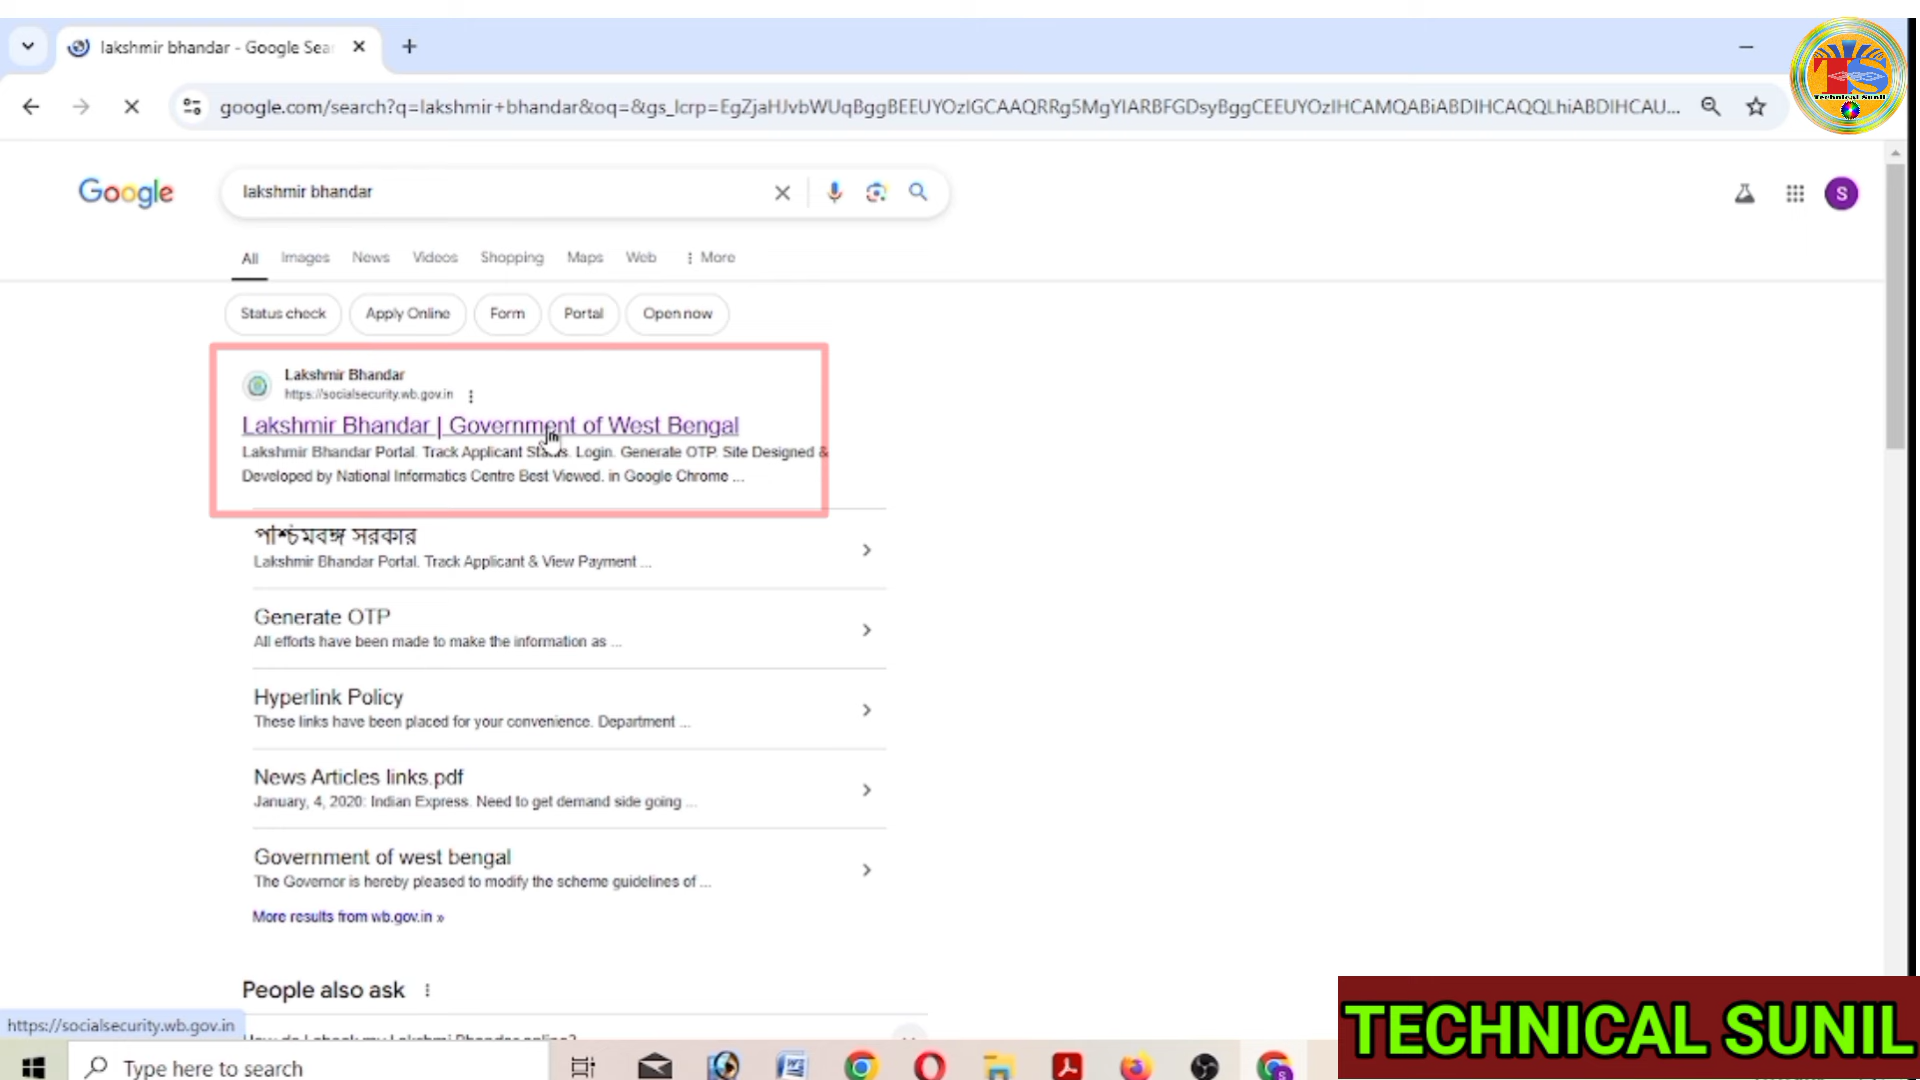 lakshmir bhandar - Google Sear
google.com/search?q=lakshmir+bhandar&oq=&gs_lcrp=EgZjaHJvbWUqBggBEEUYOzIGCAAQRRg5MgYIARBFGDsyBggCEEUYOzIHCAMQABiABDIHCAQQLhiABDIHCAU...
TS
Technical Sunil
Google
lakshmir bhandar
S
All Images News Videos Shopping Maps Web More
Status check Apply Online Form Portal Open now
Lakshmir Bhandar
https://socialsecurity.wb.gov.in
Lakshmir Bhandar | Government of West Bengal
Lakshmir Bhandar Portal. Track Applicant Status. Login. Generate OTP. Site Designed &
Developed by National Informatics Centre Best Viewed. in Google Chrome ...
পশ্চিমবঙ্গ সরকার
Lakshmir Bhandar Portal. Track Applicant & View Payment ...
Generate OTP
All efforts have been made to make the information as ...
Hyperlink Policy
These links have been placed for your convenience. Department ...
News Articles links.pdf
January, 4, 2020: Indian Express. Need to get demand side going ...
Government of west bengal
The Governor is hereby pleased to modify the scheme guidelines of ...
More results from wb.gov.in »
People also ask
https://socialsecurity.wb.gov.in
TECHNICAL SUNIL
Type here to search